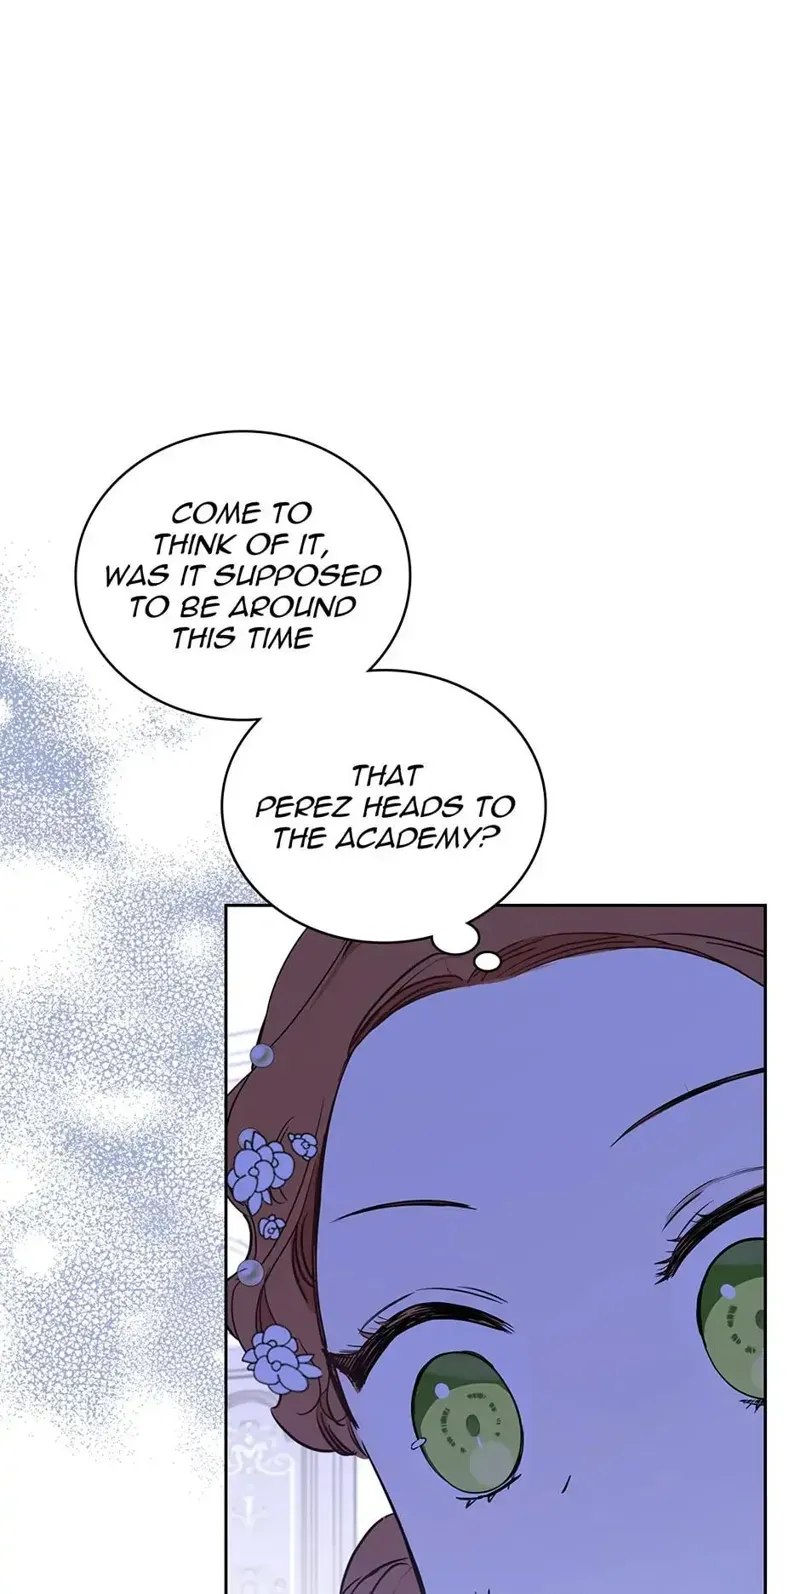 COME TO
THINK OF IT,
WAS IT SUPPOSED
TO BE AROUND
THIS TIME
THAT
PEREZ HEADS TO
THE ACADEMY?